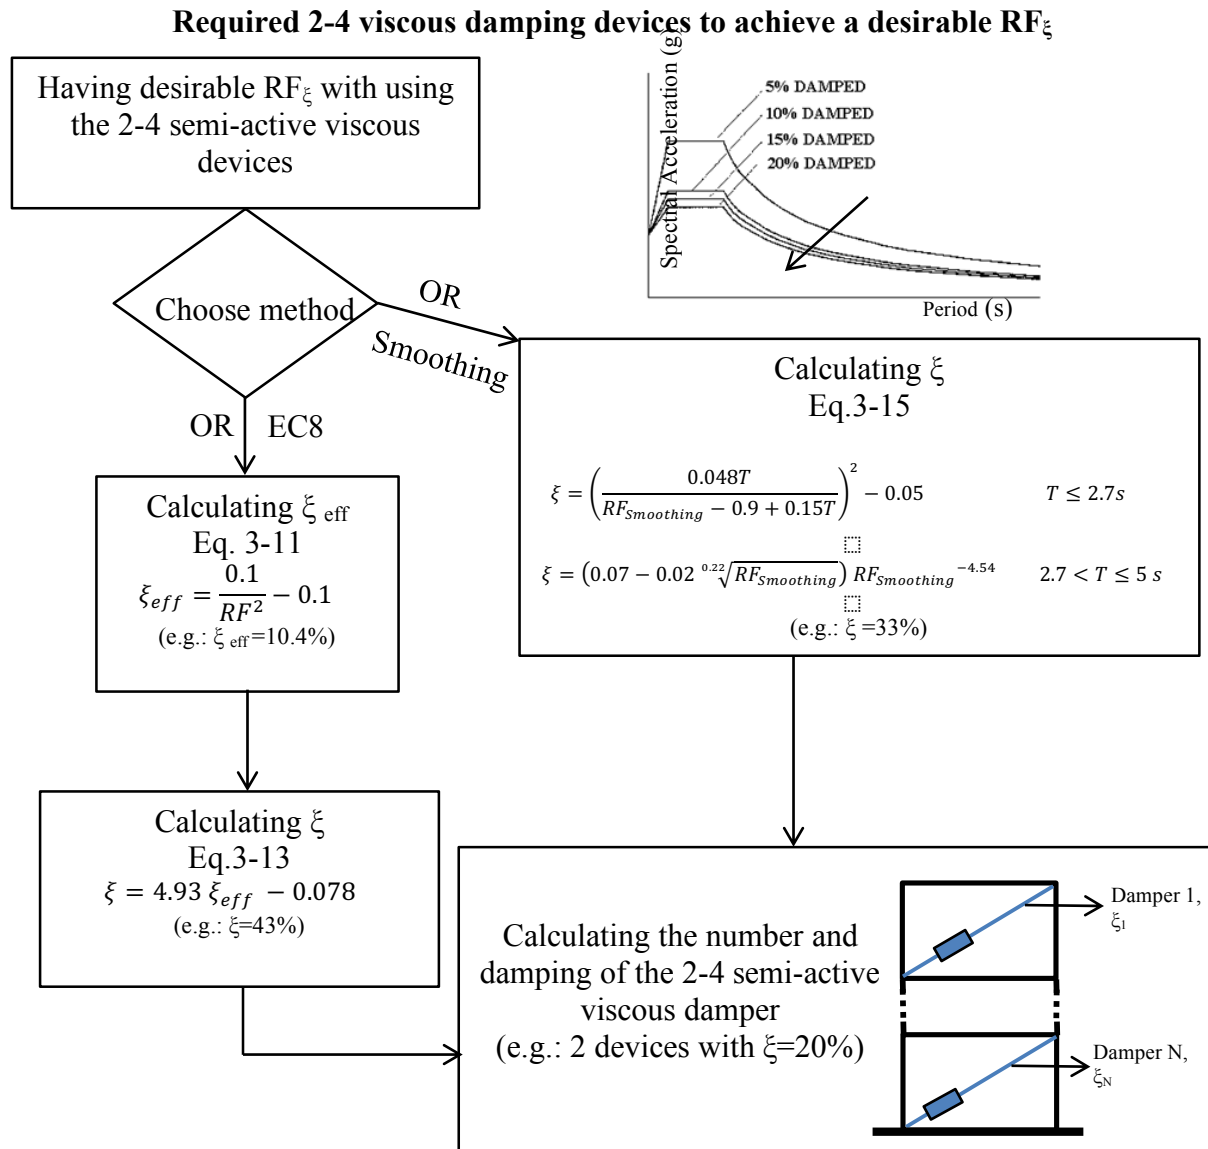 Required 2-4 viscous damping devices to achieve a desirable RFξ
Having desirable RFξ with using
the 2-4 semi-active viscous
devices
Spectral Acceleration (g)
5% DAMPED
10% DAMPED
15% DAMPED
20% DAMPED
Period (s)
Choose method
OR
Smoothing
OR
EC8
Calculating ξ
Eq.3-15
ξ = (0.048T / (RF_Smoothing − 0.9 + 0.15T))² − 0.05 T ≤ 2.7s
ξ = (0.07 − 0.02 ⁰·²²√RF_Smoothing) RF_Smoothing⁻⁴·⁵⁴ 2.7 < T ≤ 5 s
(e.g.: ξ =33%)
Calculating ξ eff
Eq. 3-11
ξeff = 0.1 / RF² − 0.1
(e.g.: ξ eff=10.4%)
Calculating ξ
Eq.3-13
ξ = 4.93 ξeff − 0.078
(e.g.: ξ=43%)
Calculating the number and
damping of the 2-4 semi-active
viscous damper
(e.g.: 2 devices with ξ=20%)
Damper 1,
ξ1
Damper N,
ξN